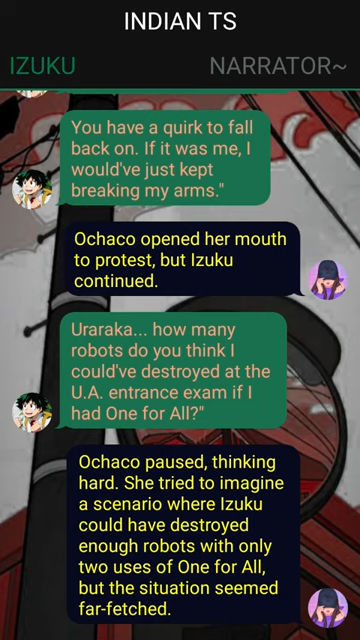 INDIAN TS
IZUKU
NARRATOR~
You have a quirk to fall
back on. If it was me, I
would've just kept
breaking my arms."
Ochaco opened her mouth
to protest, but Izuku
continued.
Uraraka... how many
robots do you think I
could've destroyed at the
U.A. entrance exam if I
had One for All?"
Ochaco paused, thinking
hard. She tried to imagine
a scenario where Izuku
could have destroyed
enough robots with only
two uses of One for All,
but the situation seemed
far-fetched.